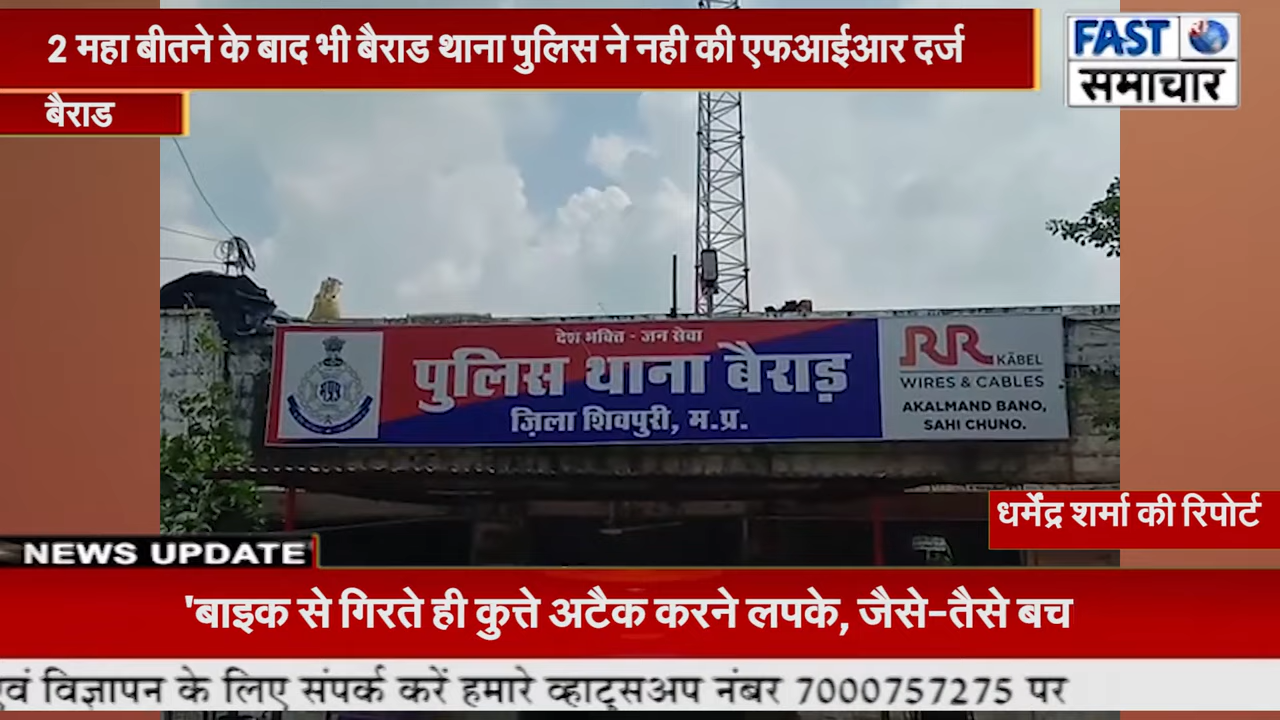 2 महा बीतने के बाद भी बैराड थाना पुलिस ने नही की एफआईआर दर्ज
FAST
समाचार
बैराड
देश भक्ति - जन सेवा
पुलिस थाना बैराड़
ज़िला शिवपुरी, म.प्र.
RR KÄBEL
WIRES & CABLES
AKALMAND BANO,
SAHI CHUNO.
धर्मेंद्र शर्मा की रिपोर्ट
NEWS UPDATE
'बाइक से गिरते ही कुत्ते अटैक करने लपके, जैसे-तैसे बच
एवं विज्ञापन के लिए संपर्क करें हमारे व्हाट्सअप नंबर 7000757275 पर